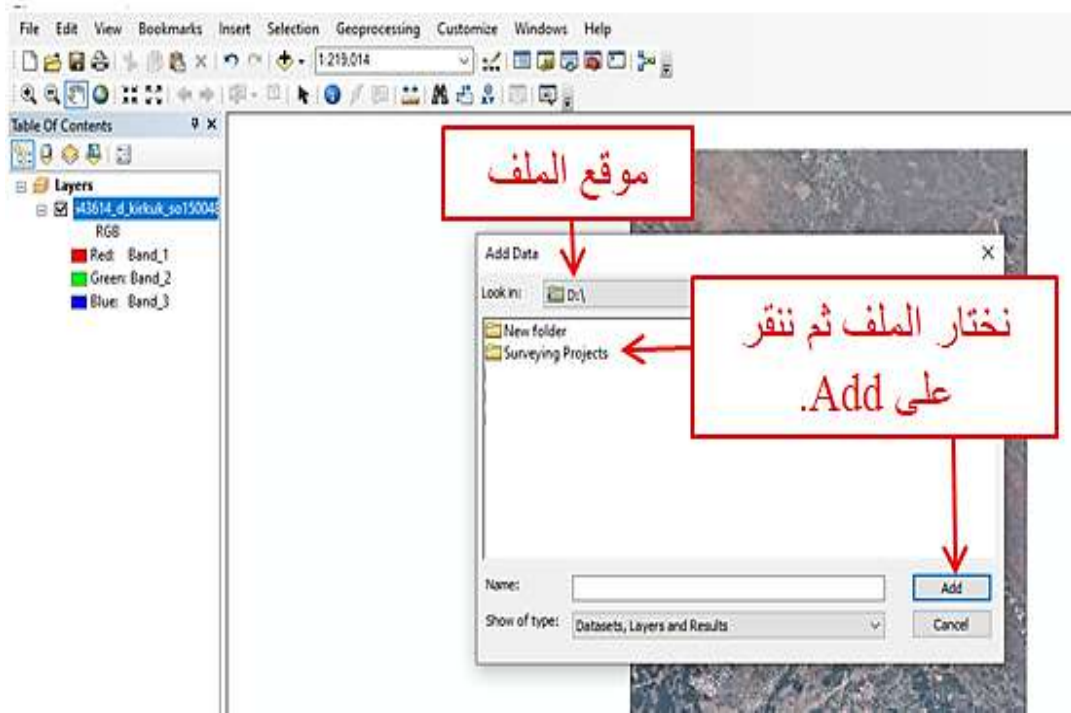 File Edit View Bookmarks Insert Selection Geoprocessing Customize Windows Help
1:219,014
Table Of Contents
Layers
RGB
Red: Band_1
Green: Band_2
Blue: Band_3
موقع الملف
Add Data
Look in: D:\
New folder
Surveying Projects
نختار الملف ثم ننقر
على Add.
Name:
Add
Show of type: Datasets, Layers and Results
Cancel